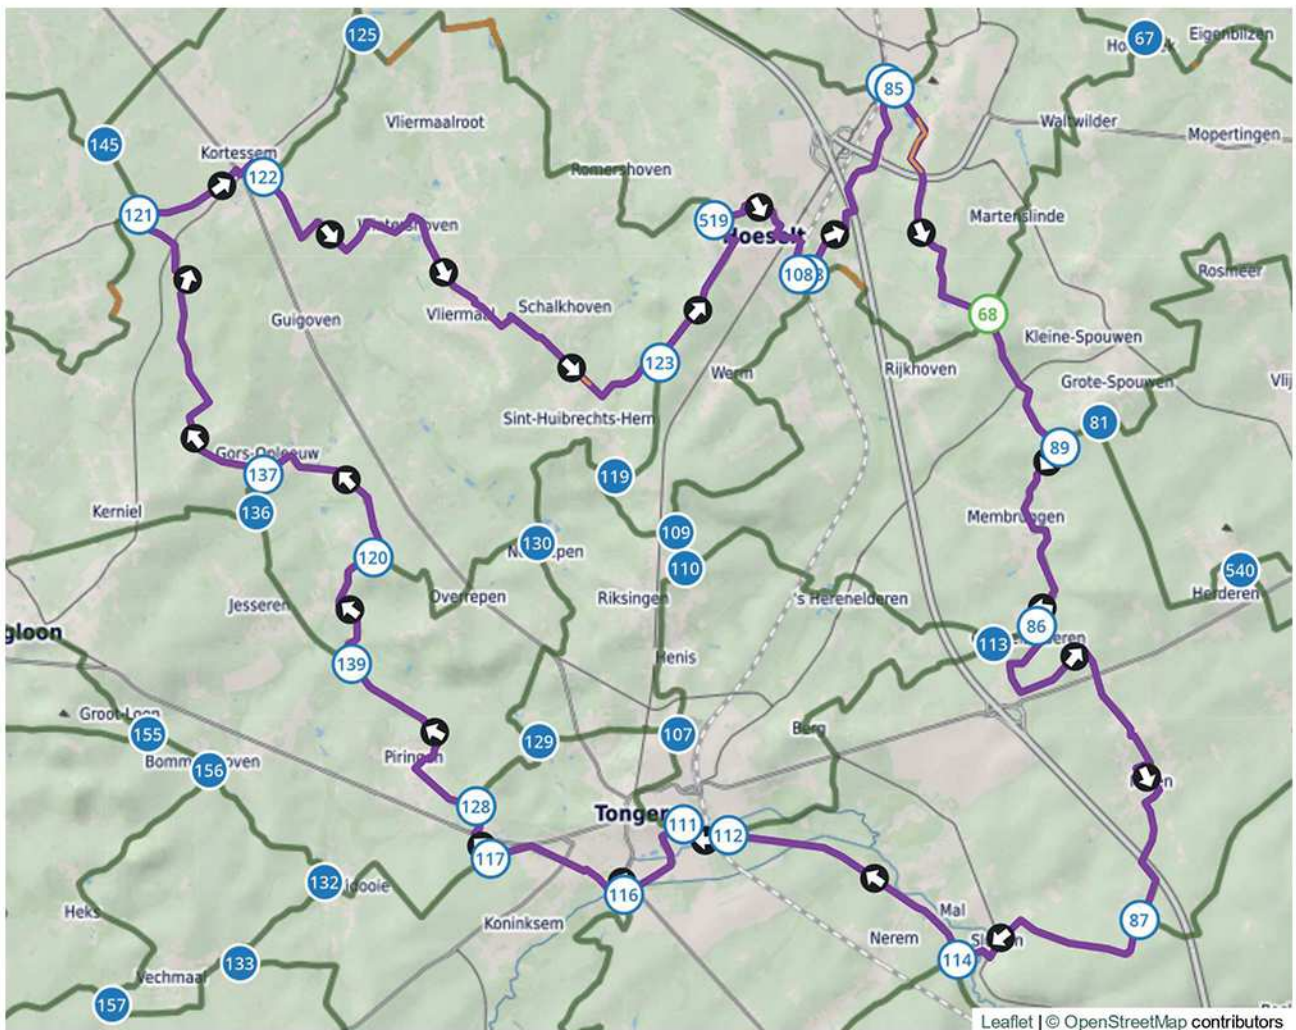 125
67
Eigenbilzen
85
Vliermaalroot
Waltwilder
Mopertingen
145
Kortessem
Romershoven
122
121
519
Martenslinde
Hoeselt
108
Rosmeer
Schalkhoven
68
Guigoven
Kleine-Spouwen
123
Rijkhoven
Werm
Grote-Spouwen
Sint-Huibrechts-Hern
81
89
137
119
Kerniel
136
109
130
120
110
540
Herderen
Jesseren
Overrepen
Riksingen
's Herenelderen
gloon
86
113
Henis
139
Groot-Loon
155
129
107
Berg
156
128
111
112
117
132
116
Heks
Koninksem
Mal
87
Nerem
114
133
Vechmaal
157
Leaflet | © OpenStreetMap contributors